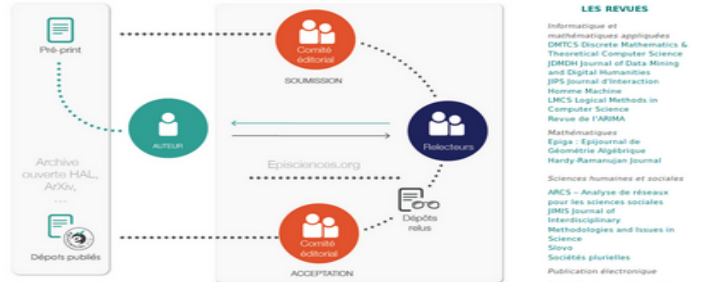 Pré-print
AUTEUR
Archive
ouverte HAL,
ArXiv,
...
Dépots publiés
Comité
éditorial
SOUMISSION
Relecteurs
Episciences.org
Dépôts
relus
Comité
éditorial
ACCEPTATION
LES REVUES
Informatique et
mathématiques appliquées
DMTCS Discrete Mathematics &
Theoretical Computer Science
JDMDH Journal of Data Mining
and Digital Humanities
JIPS Journal d'Interaction
Homme Machine
LMCS Logical Methods in
Computer Science
Revue de l'ARIMA
Mathématiques
Epiga : Epijournal de
Géométrie Algébrique
Hardy-Ramanujan Journal
Sciences humaines et sociales
ARCS – Analyse de réseaux
pour les sciences sociales
JIMIS Journal of
Interdisciplinary
Methodologies and Issues in
Science
Slovo
Sociétés plurielles
Publication électronique